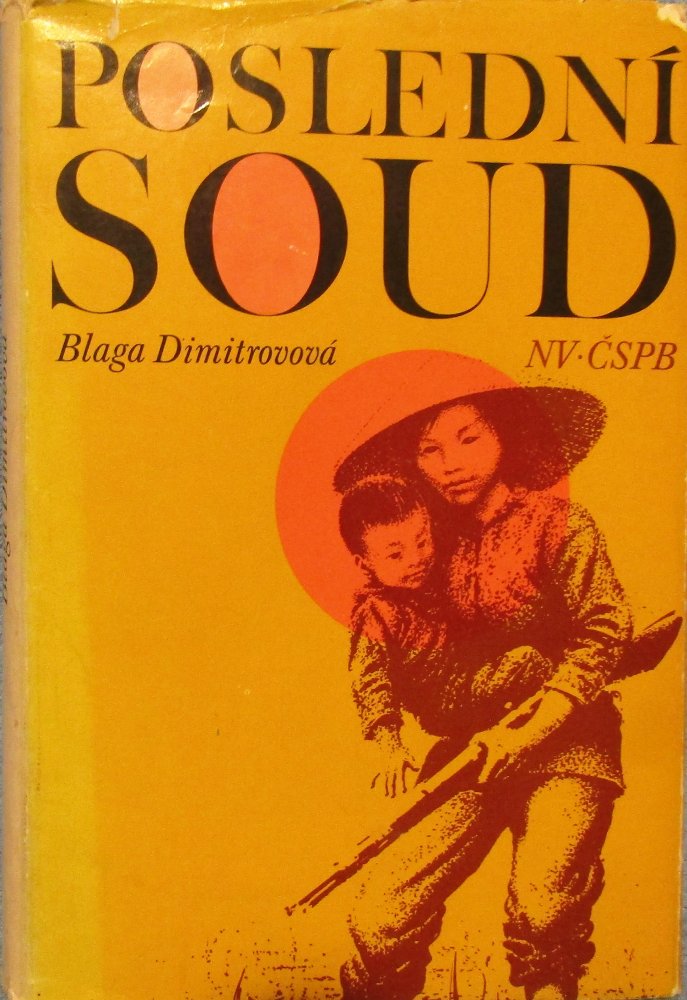 POSLEDNÍ
SOUD
Blaga Dimitrovová
NV·ČSPB